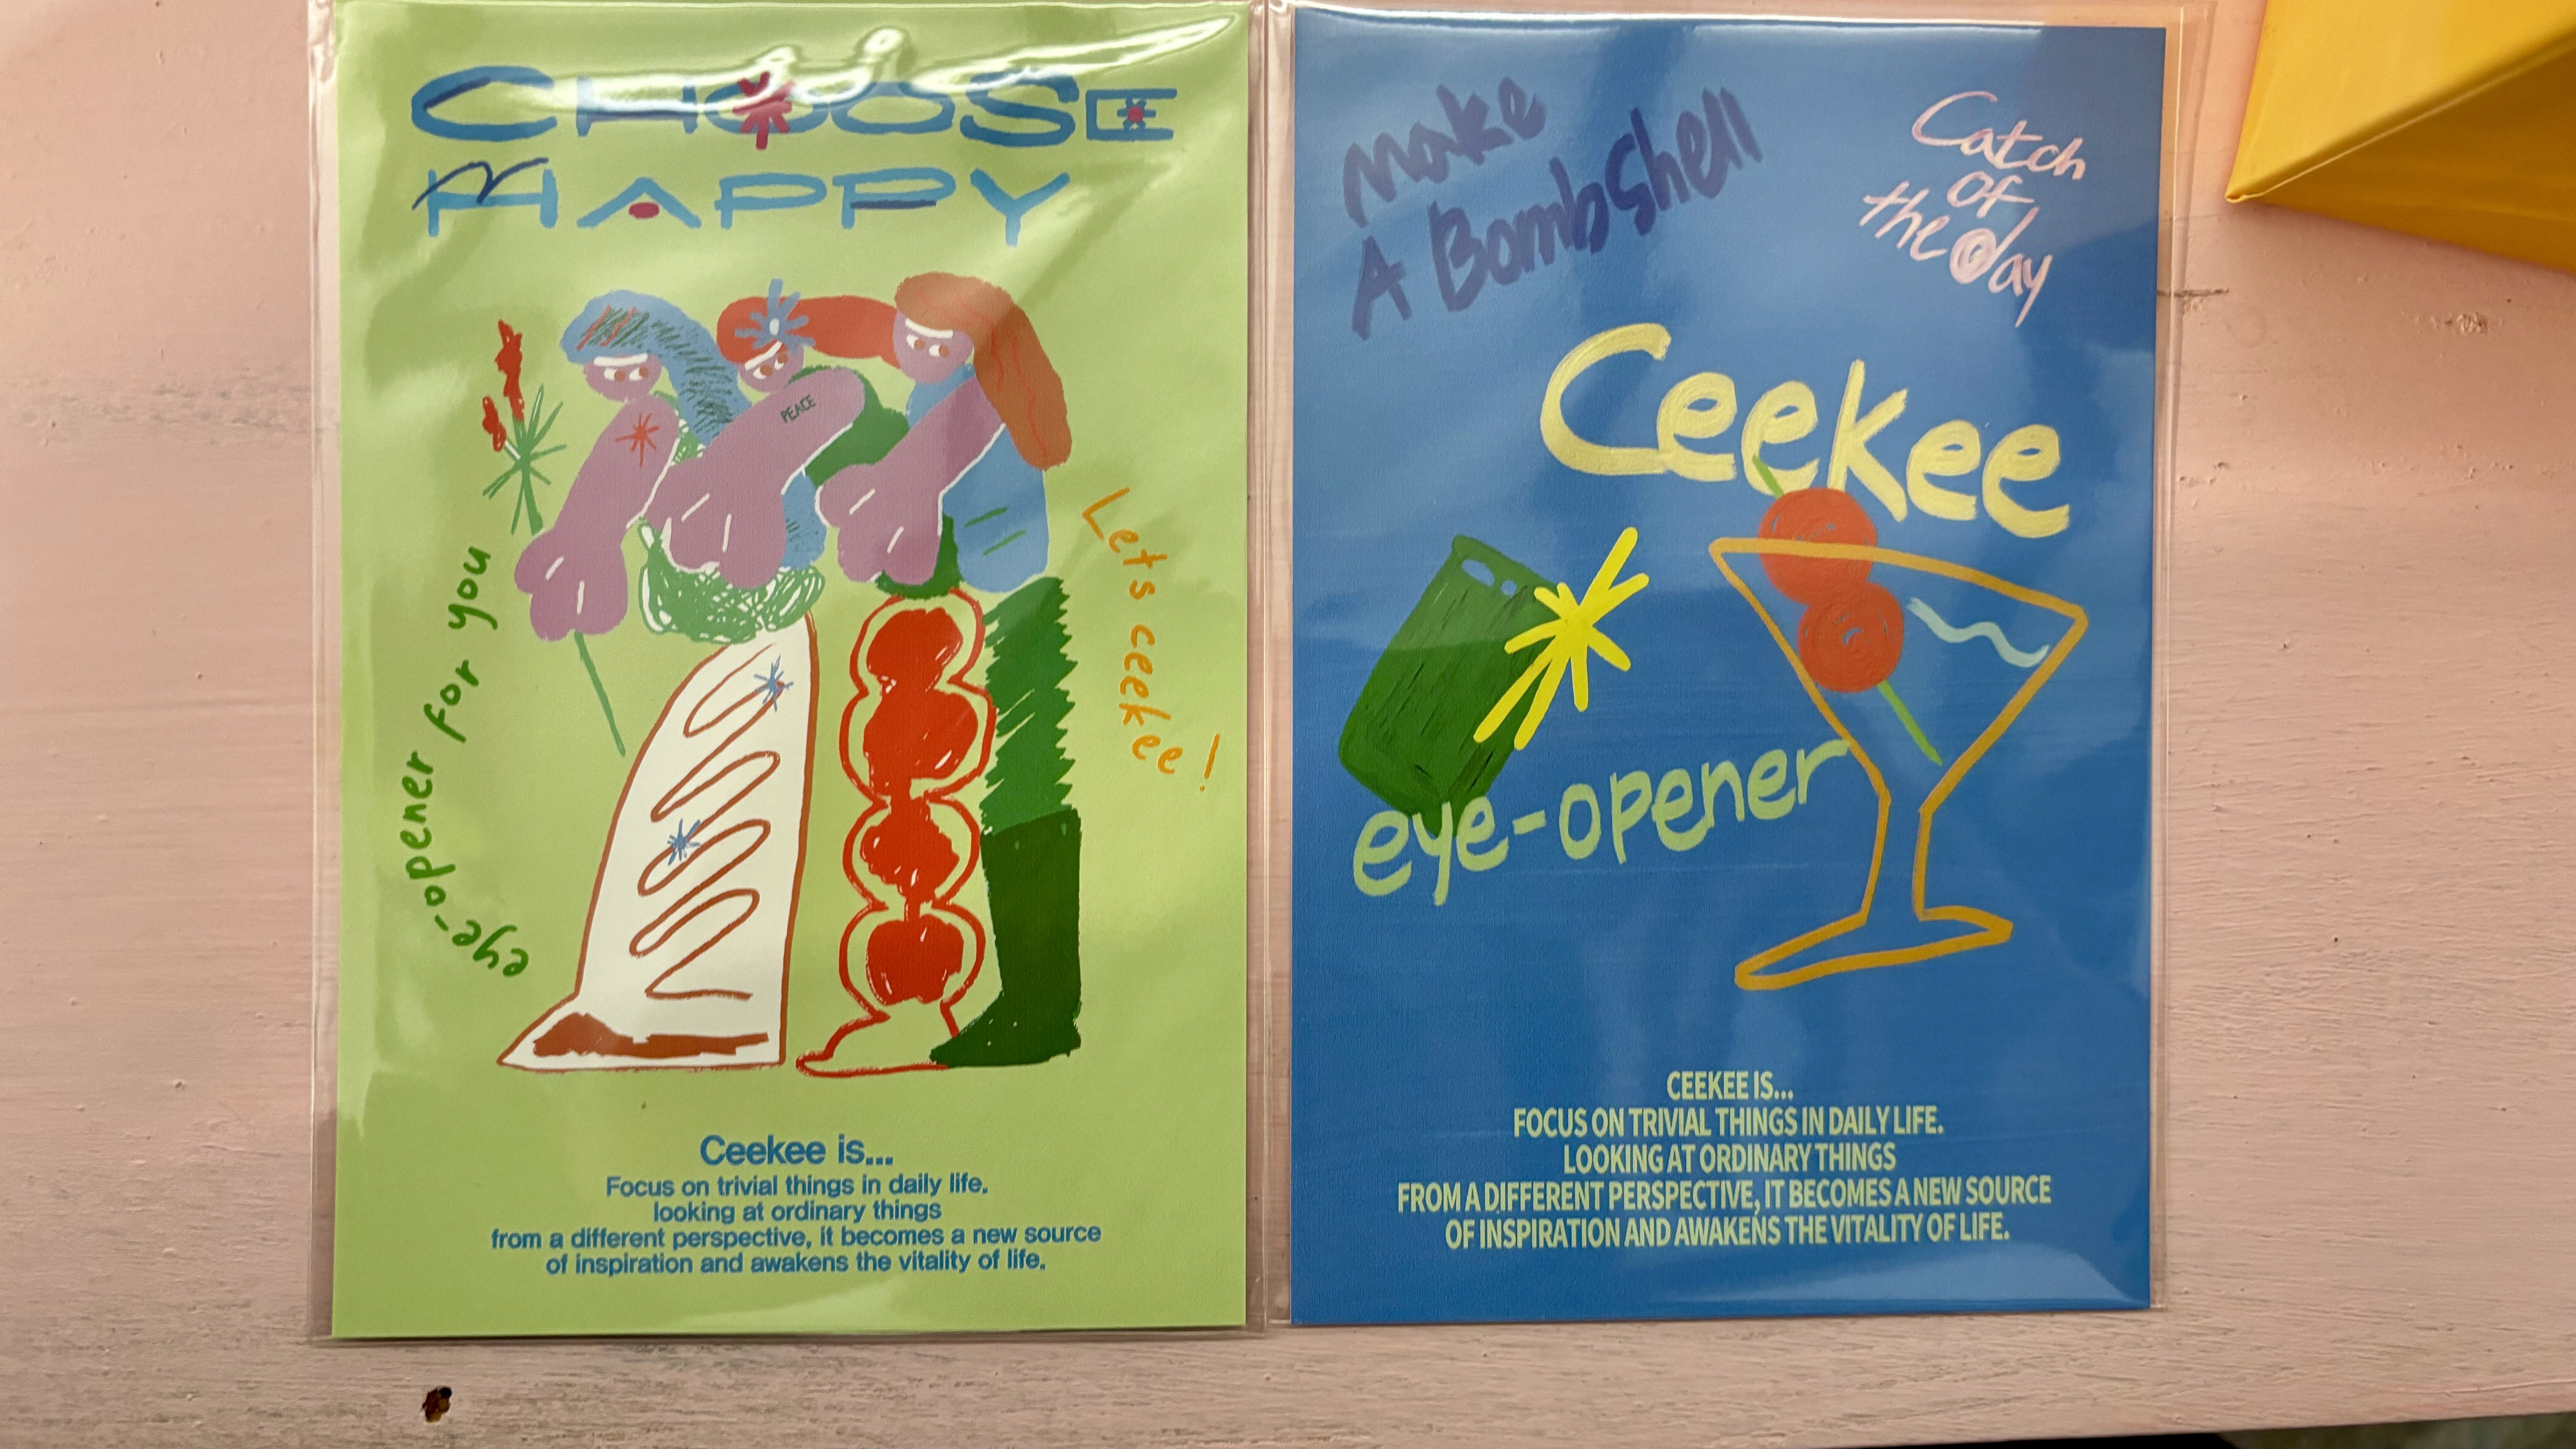 CHOOSE
HAPPY
PEACE
eye-opener for you
Lets ceekee!
Ceekee is...
Focus on trivial things in daily life.
looking at ordinary things
from a different perspective, it becomes a new source
of inspiration and awakens the vitality of life.
Make
A Bombshell
Catch
of
the day
Ceekee
eye-opener
CEEKEE IS...
FOCUS ON TRIVIAL THINGS IN DAILY LIFE.
LOOKING AT ORDINARY THINGS
FROM A DIFFERENT PERSPECTIVE, IT BECOMES A NEW SOURCE
OF INSPIRATION AND AWAKENS THE VITALITY OF LIFE.